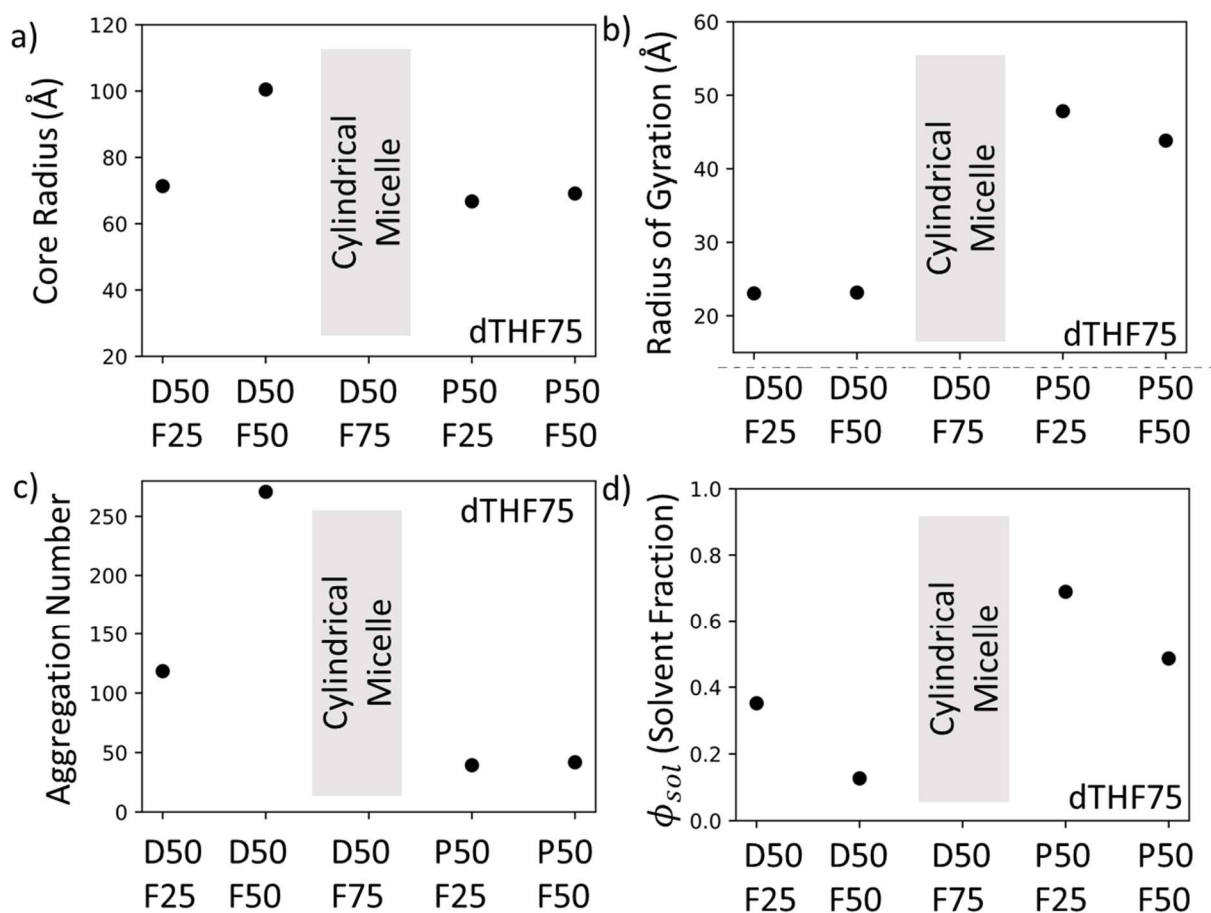 a)
Core Radius (Å)
120
100
80
60
40
20
Cylindrical
Micelle
dTHF75
D50 D50 D50 P50 P50
F25 F50 F75 F25 F50
b)
Radius of Gyration (Å)
60
50
40
30
20
Cylindrical
Micelle
dTHF75
D50 D50 D50 P50 P50
F25 F50 F75 F25 F50
c)
Aggregation Number
250
200
150
100
50
0
Cylindrical
Micelle
dTHF75
D50 D50 D50 P50 P50
F25 F50 F75 F25 F50
d)
ϕsol (Solvent Fraction)
1.0
0.8
0.6
0.4
0.2
0.0
Cylindrical
Micelle
dTHF75
D50 D50 D50 P50 P50
F25 F50 F75 F25 F50